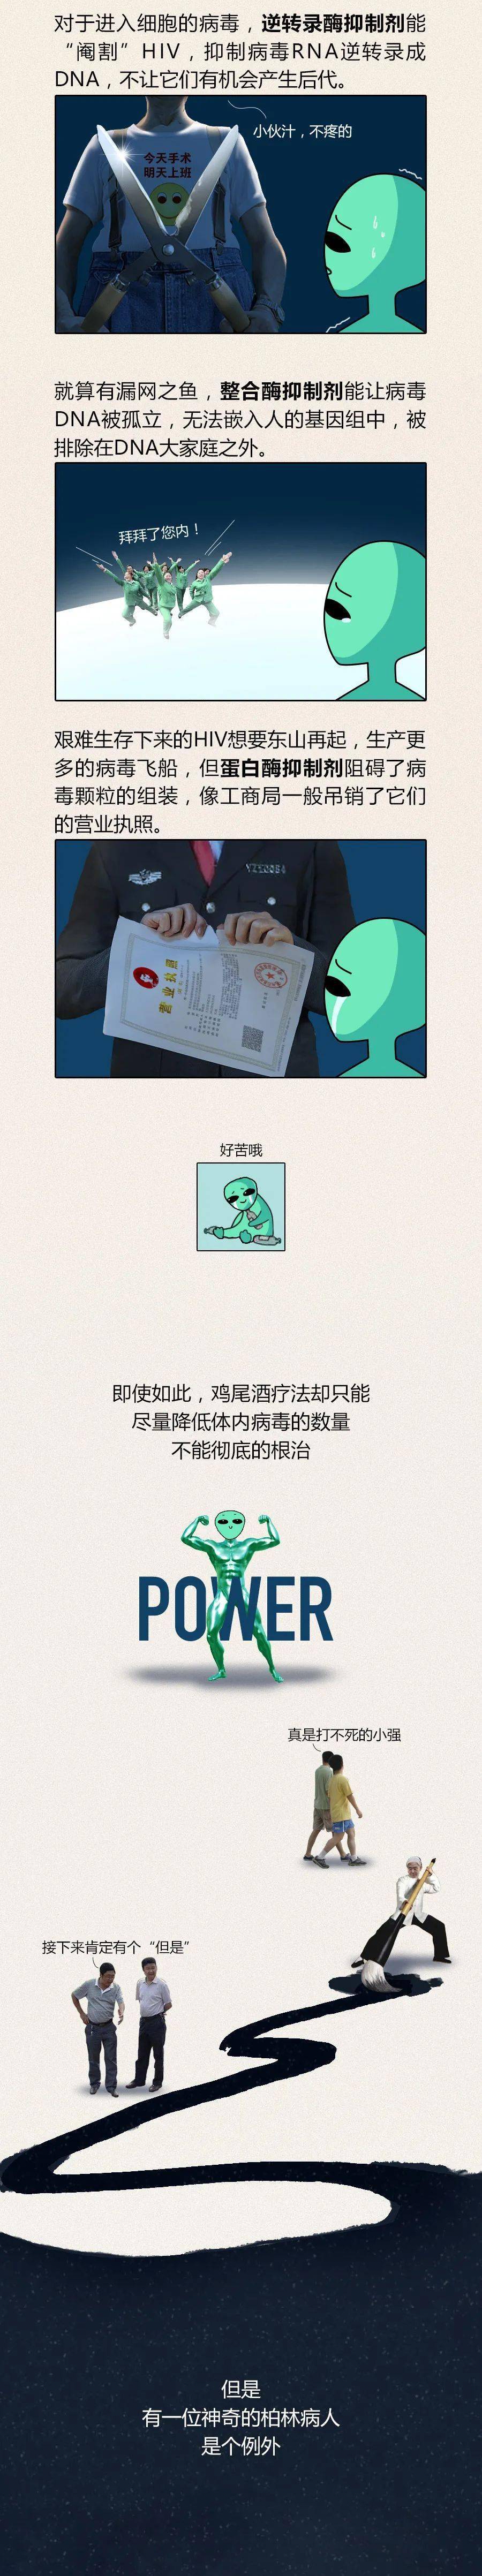 对于进入细胞的病毒，逆转录酶抑制剂能
“阉割”HIV，抑制病毒RNA逆转录成
DNA，不让它们有机会产生后代。
小伙汁，不疼的
今天手术
明天上班
就算有漏网之鱼，整合酶抑制剂能让病毒
DNA被孤立，无法嵌入人的基因组中，被
排除在DNA大家庭之外。
拜拜了您内！
艰难生存下来的HIV想要东山再起，生产更
多的病毒飞船，但蛋白酶抑制剂阻碍了病
毒颗粒的组装，像工商局一般吊销了它们
的营业执照。
营业执照
好苦哦
即使如此，鸡尾酒疗法却只能
尽量降低体内病毒的数量
不能彻底的根治
POWER
真是打不死的小强
接下来肯定有个“但是”
但是
有一位神奇的柏林病人
是个例外